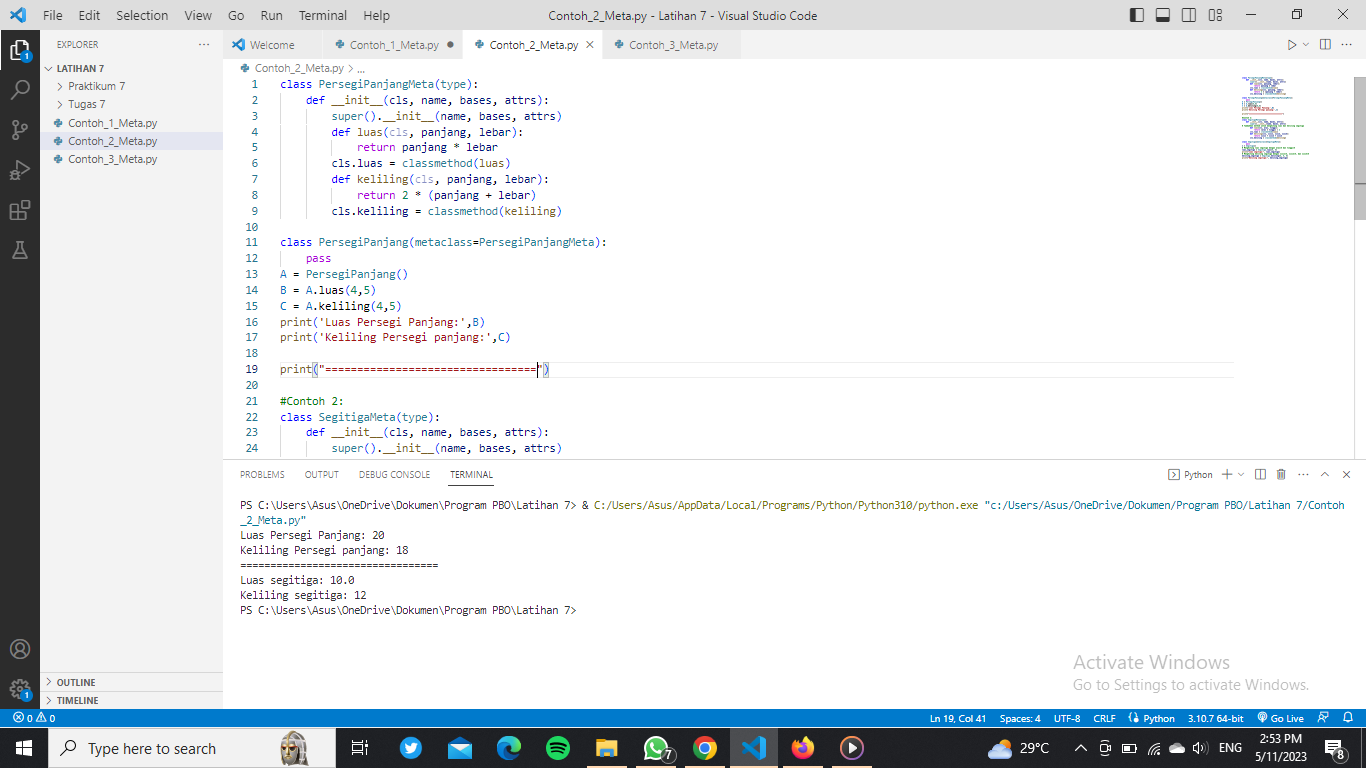 File Edit Selection View Go Run Terminal Help Contoh_2_Meta.py - Latihan 7 - Visual Studio Code
EXPLORER
LATIHAN 7
Praktikum 7
Tugas 7
Contoh_1_Meta.py
Contoh_2_Meta.py
Contoh_3_Meta.py
OUTLINE
TIMELINE
1
1
Welcome Contoh_1_Meta.py Contoh_2_Meta.py Contoh_3_Meta.py
Contoh_2_Meta.py > ...
1 class PersegiPanjangMeta(type):
2 def __init__(cls, name, bases, attrs):
3 super().__init__(name, bases, attrs)
4 def luas(cls, panjang, lebar):
5 return panjang * lebar
6 cls.luas = classmethod(luas)
7 def keliling(cls, panjang, lebar):
8 return 2 * (panjang + lebar)
9 cls.keliling = classmethod(keliling)
10
11 class PersegiPanjang(metaclass=PersegiPanjangMeta):
12 pass
13 A = PersegiPanjang()
14 B = A.luas(4,5)
15 C = A.keliling(4,5)
16 print('Luas Persegi Panjang:',B)
17 print('Keliling Persegi panjang:',C)
18
19 print("=================================")
20
21 #Contoh 2:
22 class SegitigaMeta(type):
23 def __init__(cls, name, bases, attrs):
24 super().__init__(name, bases, attrs)
PROBLEMS OUTPUT DEBUG CONSOLE TERMINAL Python
PS C:\Users\Asus\OneDrive\Dokumen\Program PBO\Latihan 7> & C:/Users/Asus/AppData/Local/Programs/Python/Python310/python.exe "c:/Users/Asus/OneDrive/Dokumen/Program PBO/Latihan 7/Contoh
_2_Meta.py"
Luas Persegi Panjang: 20
Keliling Persegi panjang: 18
=================================
Luas segitiga: 10.0
Keliling segitiga: 12
PS C:\Users\Asus\OneDrive\Dokumen\Program PBO\Latihan 7>
Activate Windows
Go to Settings to activate Windows.
0 0 Ln 19, Col 41 Spaces: 4 UTF-8 CRLF Python 3.10.7 64-bit Go Live
Type here to search 7 29°C ENG 2:53 PM
5/11/2023 8